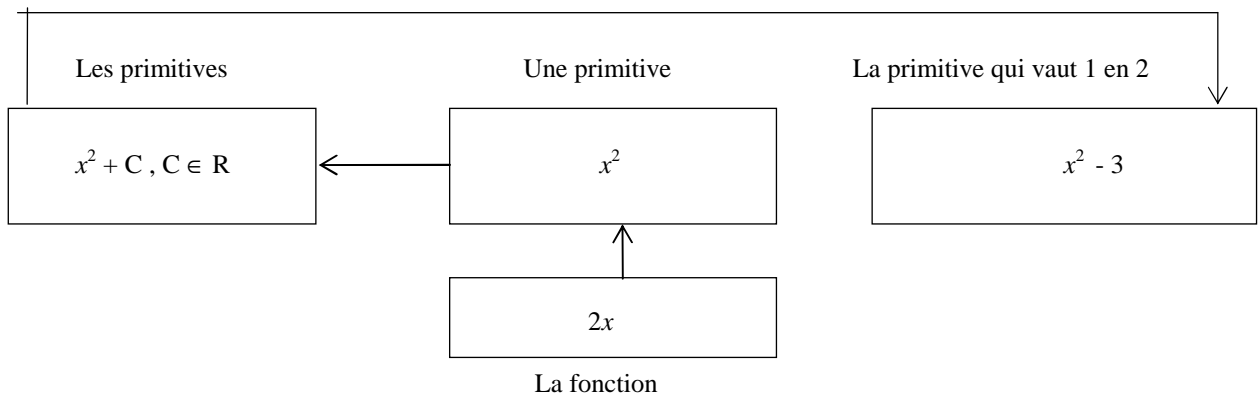 Les primitives
Une primitive
La primitive qui vaut 1 en 2
x² + C , C ∈ R
x²
x² - 3
2x
La fonction